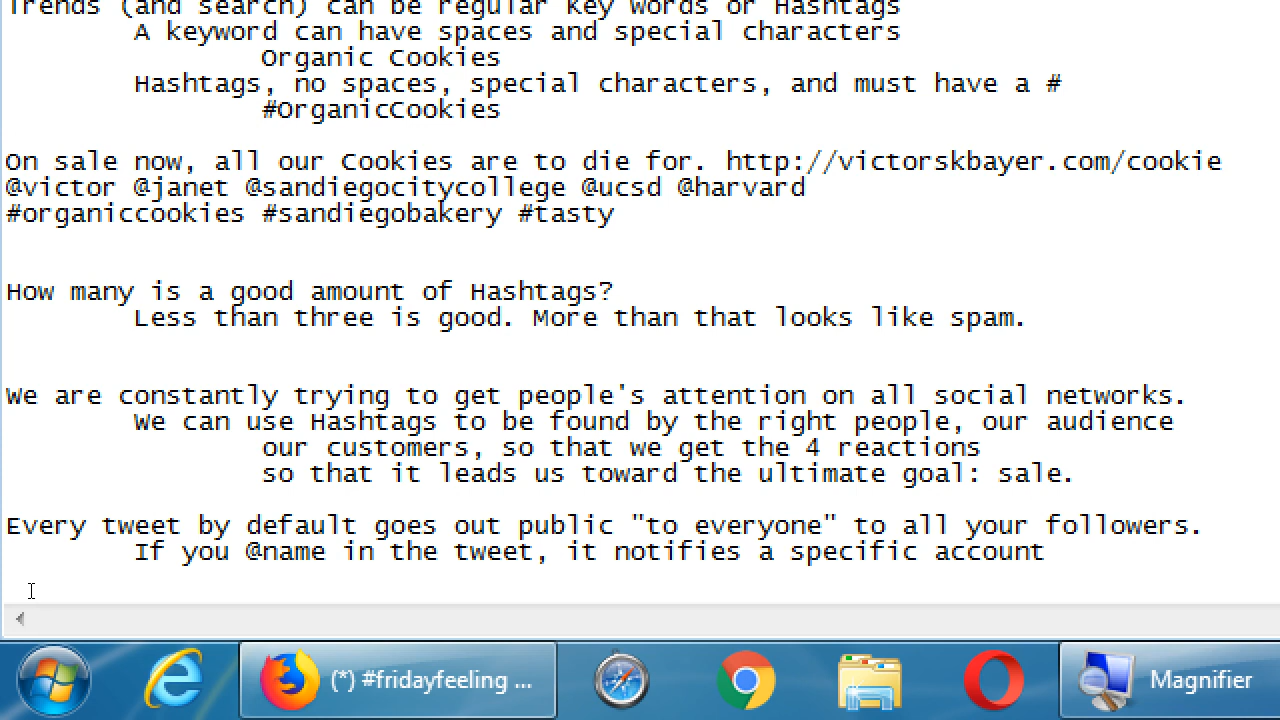 Trends (and search) can be regular key words or Hashtags
A keyword can have spaces and special characters
Organic Cookies
Hashtags, no spaces, special characters, and must have a #
#OrganicCookies
On sale now, all our Cookies are to die for. http://victorskbayer.com/cookie
@victor @janet @sandiegocitycollege @ucsd @harvard
#organiccookies #sandiegobakery #tasty
How many is a good amount of Hashtags?
Less than three is good. More than that looks like spam.
We are constantly trying to get people's attention on all social networks.
We can use Hashtags to be found by the right people, our audience
our customers, so that we get the 4 reactions
so that it leads us toward the ultimate goal: sale.
Every tweet by default goes out public "to everyone" to all your followers.
If you @name in the tweet, it notifies a specific account
(*) #fridayfeeling ...
Magnifier